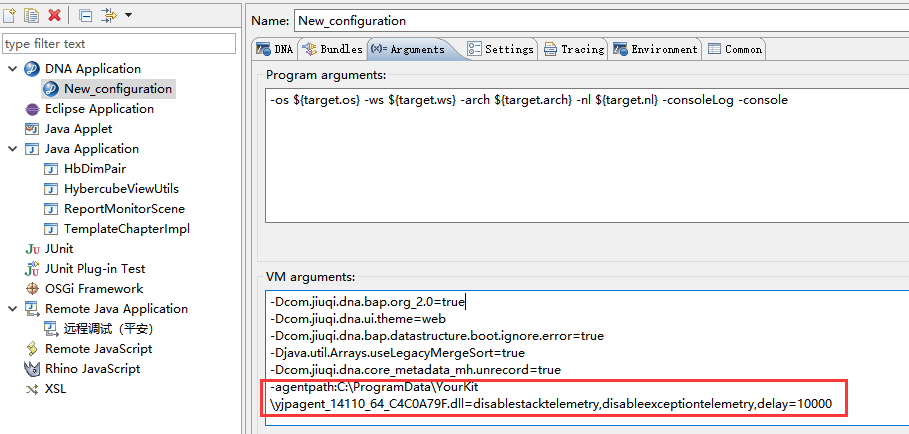 Name: New_configuration
type filter text
DNA Application
New_configuration
Eclipse Application
Java Applet
Java Application
HbDimPair
HybercubeViewUtils
ReportMonitorScene
TemplateChapterImpl
JUnit
JUnit Plug-in Test
OSGi Framework
Remote Java Application
远程调试（平安）
Remote JavaScript
Rhino JavaScript
XSL
DNA Bundles Arguments Settings Tracing Environment Common
Program arguments:
-os ${target.os} -ws ${target.ws} -arch ${target.arch} -nl ${target.nl} -consoleLog -console
VM arguments:
-Dcom.jiuqi.dna.bap.org_2.0=true
-Dcom.jiuqi.dna.ui.theme=web
-Dcom.jiuqi.dna.bap.datastructure.boot.ignore.error=true
-Djava.util.Arrays.useLegacyMergeSort=true
-Dcom.jiuqi.dna.core_metadata_mh.unrecord=true
-agentpath:C:\ProgramData\YourKit
\yjpagent_14110_64_C4C0A79F.dll=disablestacktelemetry,disableexceptiontelemetry,delay=10000